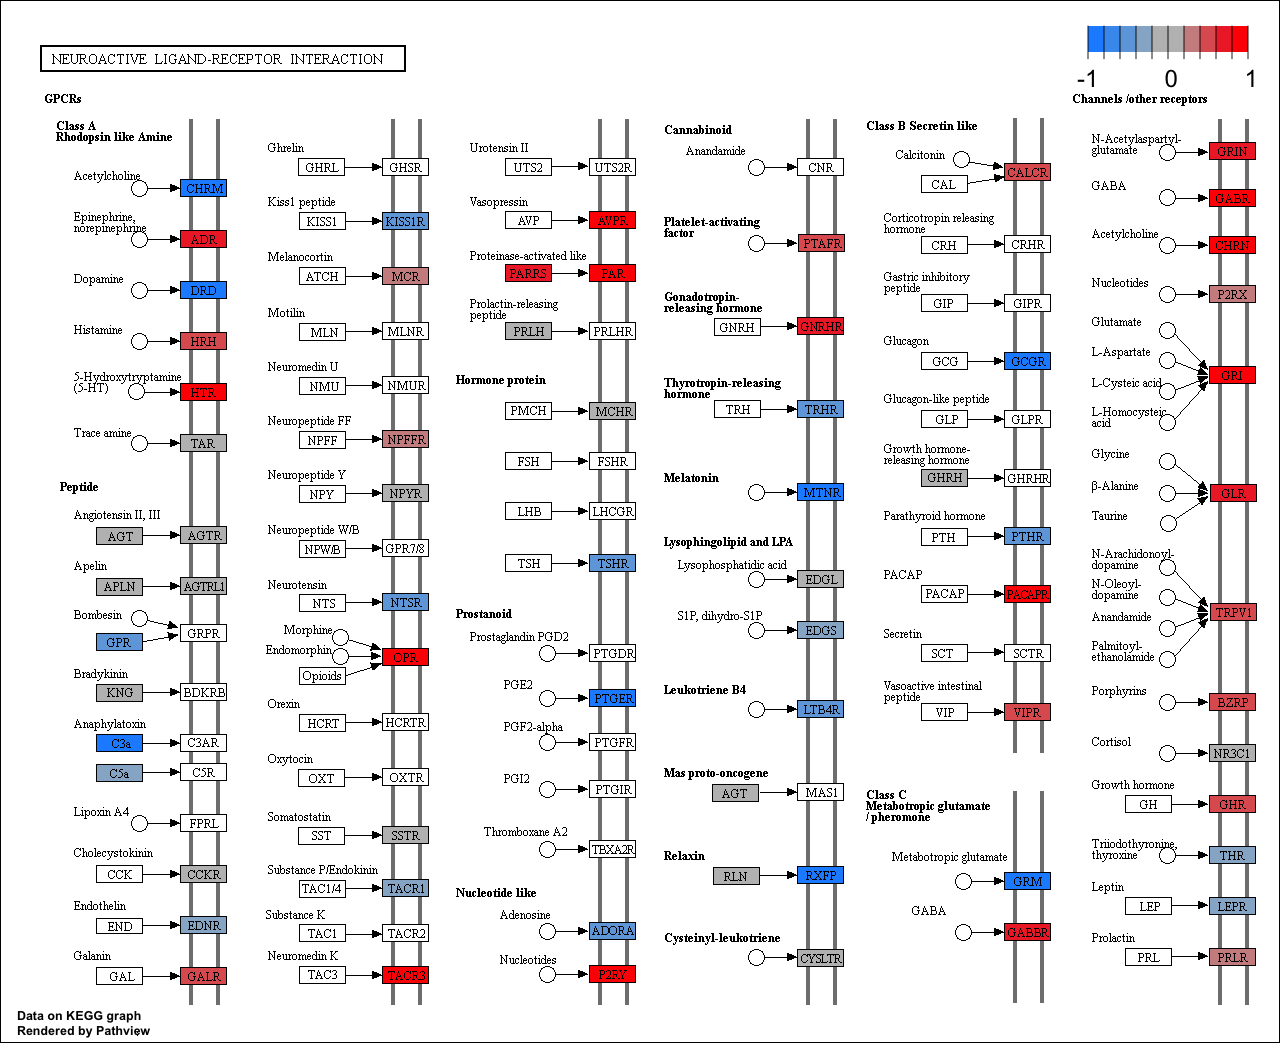 NEUROACTIVE LIGAND-RECEPTOR INTERACTION
-1 0 1
GPCRs
Class A
Rhodopsin like Amine
Acetylcholine
CHRM
Epinephrine,
norepinephrine
ADR
Dopamine
DRD
Histamine
HRH
5-Hydroxytryptamine
(5-HT)
HTR
Trace amine
TAR
Peptide
Angiotensin II, III
AGT AGTR
Apelin
APLN AGTRL1
Bombesin
GPR GRPR
Bradykinin
KNG BDKRB
Anaphylatoxin
C3a C3AR
C5a C5R
Lipoxin A4
FPRL
Cholecystokinin
CCK CCKR
Endothelin
END EDNR
Galanin
GAL GALR
Ghrelin
GHRL GHSR
Kiss1 peptide
KISS1 KISS1R
Melanocortin
ATCH MCR
Motilin
MLN MLNR
Neuromedin U
NMU NMUR
Neuropeptide FF
NPFF NPFFR
Neuropeptide Y
NPY NPYR
Neuropeptide W/B
NPW/B GPR7/8
Neurotensin
NTS NTSR
Morphine
Endomorphin
Opioids
OPR
Orexin
HCRT HCRTR
Oxytocin
OXT OXTR
Somatostatin
SST SSTR
Substance P/Endokinin
TAC1/4 TACR1
Substance K
TAC1 TACR2
Neuromedin K
TAC3 TACR3
Urotensin II
UTS2 UTS2R
Vasopressin
AVP AVPR
Proteinase-activated like
PARRS PAR
Prolactin-releasing
peptide
PRLH PRLHR
Hormone protein
PMCH MCHR
FSH FSHR
LHB LHCGR
TSH TSHR
Prostanoid
Prostaglandin PGD2
PTGDR
PGE2
PTGER
PGF2-alpha
PTGFR
PGI2
PTGIR
Thromboxane A2
TBXA2R
Nucleotide like
Adenosine
ADORA
Nucleotides
P2RY
Cannabinoid
Anandamide
CNR
Platelet-activating
factor
PTAFR
Gonadotropin-
releasing hormone
GNRH GNRHR
Thyrotropin-releasing
hormone
TRH TRHR
Melatonin
MTNR
Lysophingolipid and LPA
Lysophosphatidic acid
EDGL
S1P, dihydro-S1P
EDGS
Leukotriene B4
LTB4R
Mas proto-oncogene
AGT MAS1
Relaxin
RLN RXFP
Cysteinyl-leukotriene
CYSLTR
Class B Secretin like
Calcitonin
CAL CALCR
Corticotropin releasing
hormone
CRH CRHR
Gastric inhibitory
peptide
GIP GIPR
Glucagon
GCG GCGR
Glucagon-like peptide
GLP GLPR
Growth hormone-
releasing hormone
GHRH GHRHR
Parathyroid hormone
PTH PTHR
PACAP
PACAP PACAPR
Secretin
SCT SCTR
Vasoactive intestinal
peptide
VIP VIPR
Class C
Metabotropic glutamate
/ pheromone
Metabotropic glutamate
GRM
GABA
GABBR
Channels /other receptors
N-Acetylaspartyl-
glutamate
GRIN
GABA
GABR
Acetylcholine
CHRN
Nucleotides
P2RX
Glutamate
L-Aspartate
L-Cysteic acid
L-Homocysteic
acid
GRI
Glycine
β-Alanine
Taurine
GLR
N-Arachidonoyl-
dopamine
N-Oleoyl-
dopamine
Anandamide
Palmitoyl-
ethanolamide
TRPV1
Porphyrins
BZRP
Cortisol
NR3C1
Growth hormone
GH GHR
Triiodothyronine,
thyroxine
THR
Leptin
LEP LEPR
Prolactin
PRL PRLR
Data on KEGG graph
Rendered by Pathview